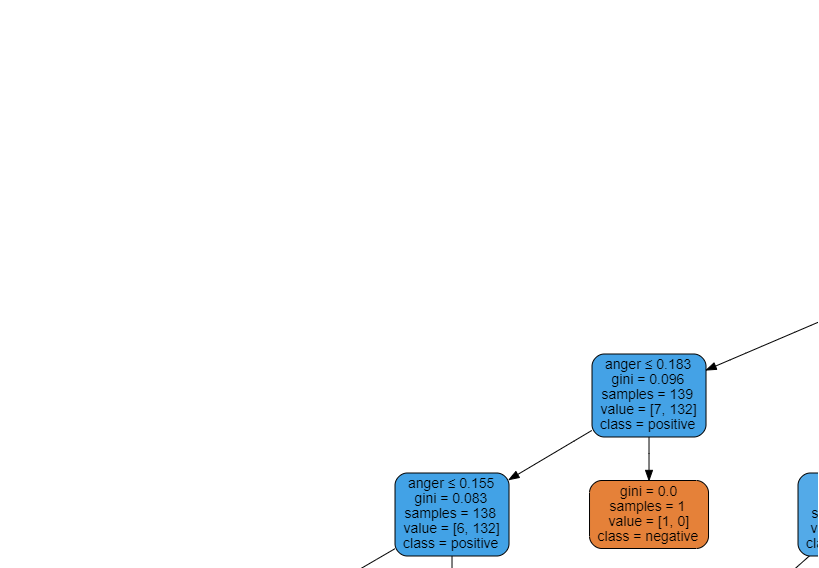 anger ≤ 0.183
gini = 0.096
samples = 139
value = [7, 132]
class = positive
anger ≤ 0.155
gini = 0.083
samples = 138
value = [6, 132]
class = positive
gini = 0.0
samples = 1
value = [1, 0]
class = negative